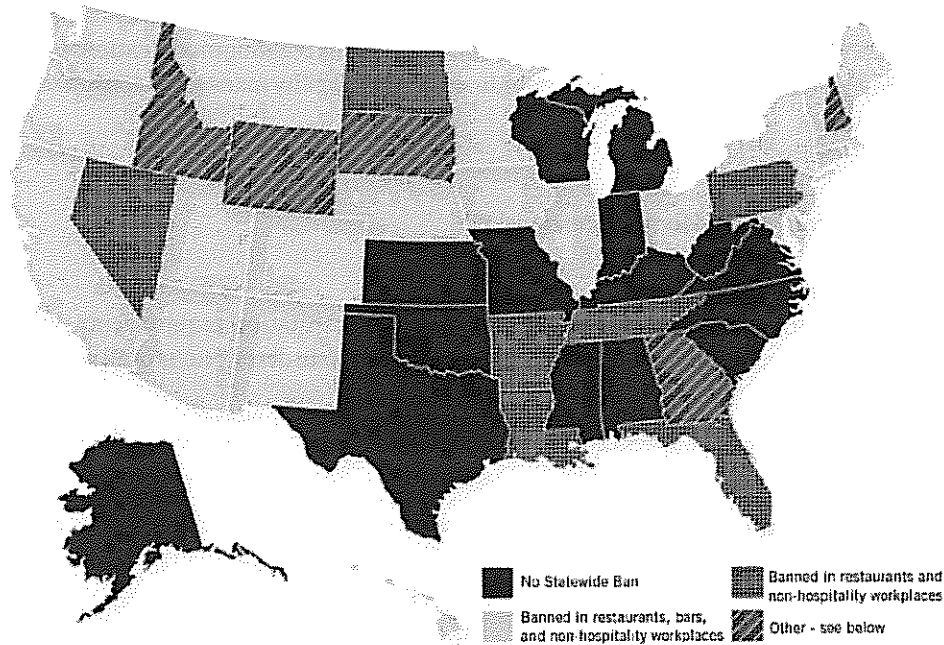 No Statewide Ban
Banned in restaurants, bars,
and non-hospitality workplaces
Banned in restaurants and
non-hospitality workplaces
Other - see below